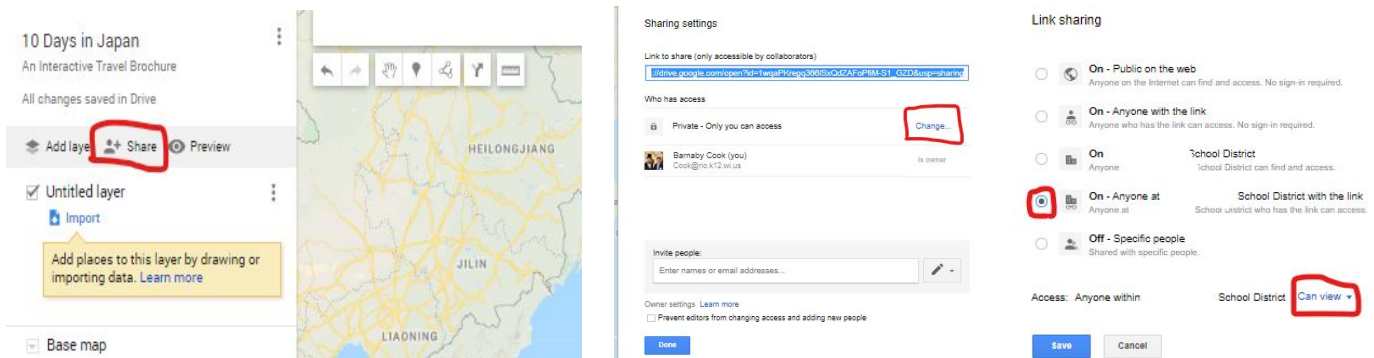 10 Days in Japan
An Interactive Travel Brochure
All changes saved in Drive
Add laye Share Preview
Untitled layer
Import
Add places to this layer by drawing or
importing data. Learn more
Base map
HEILONGJIANG
JILIN
LIAONING
Sharing settings
Link to share (only accessible by collaborators)
Who has access
Private - Only you can access Change...
Barnaby Cook (you) Is owner
Cook@rio.k12.wi.us
Invite people:
Enter names or email addresses...
Owner settings Learn more
Prevent editors from changing access and adding new people
Done
Link sharing
On - Public on the web
Anyone on the Internet can find and access. No sign-in required.
On - Anyone with the link
Anyone who has the link can access. No sign-in required.
On School District
Anyone School District can find and access.
On - Anyone at School District with the link
Anyone at School District who has the link can access.
Off - Specific people
Shared with specific people.
Access: Anyone within School District Can view
Save Cancel